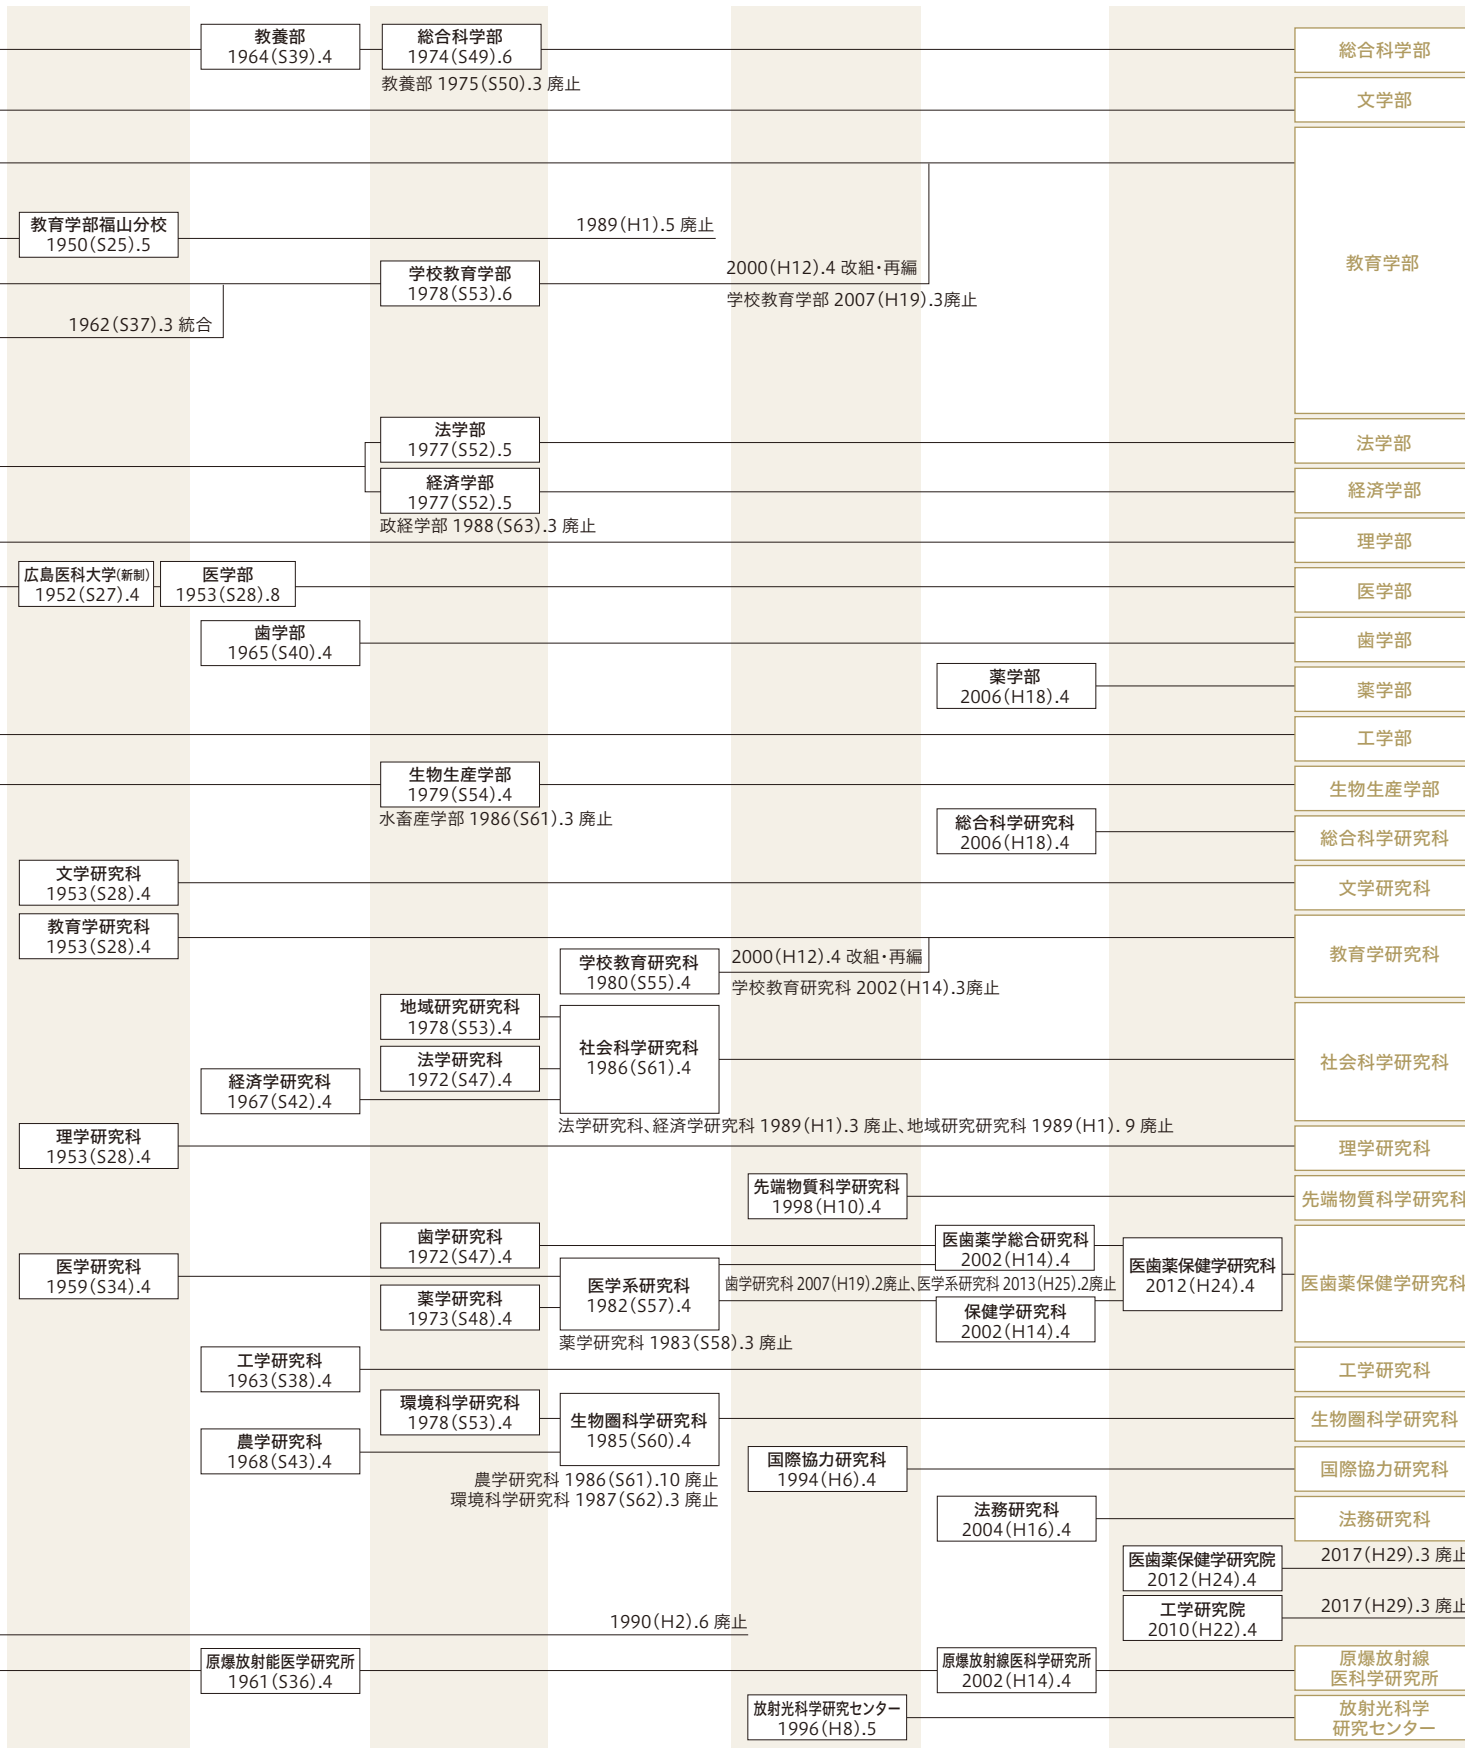 教養部
1964(S39).4
総合科学部
1974(S49).6
総合科学部
教養部 1975(S50).3 廃止
文学部
教育学部福山分校
1950(S25).5
1989(H1).5 廃止
学校教育学部
1978(S53).6
2000(H12).4 改組・再編
学校教育学部 2007(H19).3廃止
教育学部
1962(S37).3 統合
法学部
1977(S52).5
法学部
経済学部
1977(S52).5
経済学部
政経学部 1988(S63).3 廃止
理学部
広島医科大学(新制)
1952(S27).4
医学部
1953(S28).8
医学部
歯学部
1965(S40).4
歯学部
薬学部
2006(H18).4
薬学部
工学部
生物生産学部
1979(S54).4
生物生産学部
水畜産学部 1986(S61).3 廃止
総合科学研究科
2006(H18).4
総合科学研究科
文学研究科
1953(S28).4
文学研究科
教育学研究科
1953(S28).4
教育学研究科
学校教育研究科
1980(S55).4
2000(H12).4 改組・再編
学校教育研究科 2002(H14).3廃止
地域研究研究科
1978(S53).4
法学研究科
1972(S47).4
経済学研究科
1967(S42).4
社会科学研究科
1986(S61).4
社会科学研究科
法学研究科、経済学研究科 1989(H1).3 廃止、地域研究研究科 1989(H1). 9 廃止
理学研究科
1953(S28).4
理学研究科
先端物質科学研究科
1998(H10).4
先端物質科学研究科
歯学研究科
1972(S47).4
医歯薬学総合研究科
2002(H14).4
医学研究科
1959(S34).4
医学系研究科
1982(S57).4
歯学研究科 2007(H19).2廃止、医学系研究科 2013(H25).2廃止
医歯薬保健学研究科
2012(H24).4
医歯薬保健学研究科
薬学研究科
1973(S48).4
保健学研究科
2002(H14).4
薬学研究科 1983(S58).3 廃止
工学研究科
1963(S38).4
工学研究科
環境科学研究科
1978(S53).4
農学研究科
1968(S43).4
生物圏科学研究科
1985(S60).4
生物圏科学研究科
農学研究科 1986(S61).10 廃止
環境科学研究科 1987(S62).3 廃止
国際協力研究科
1994(H6).4
国際協力研究科
法務研究科
2004(H16).4
法務研究科
医歯薬保健学研究院
2012(H24).4
2017(H29).3 廃止
工学研究院
2010(H22).4
2017(H29).3 廃止
1990(H2).6 廃止
原爆放射能医学研究所
1961(S36).4
原爆放射線医科学研究所
2002(H14).4
原爆放射線
医科学研究所
放射光科学研究センター
1996(H8).5
放射光科学
研究センター